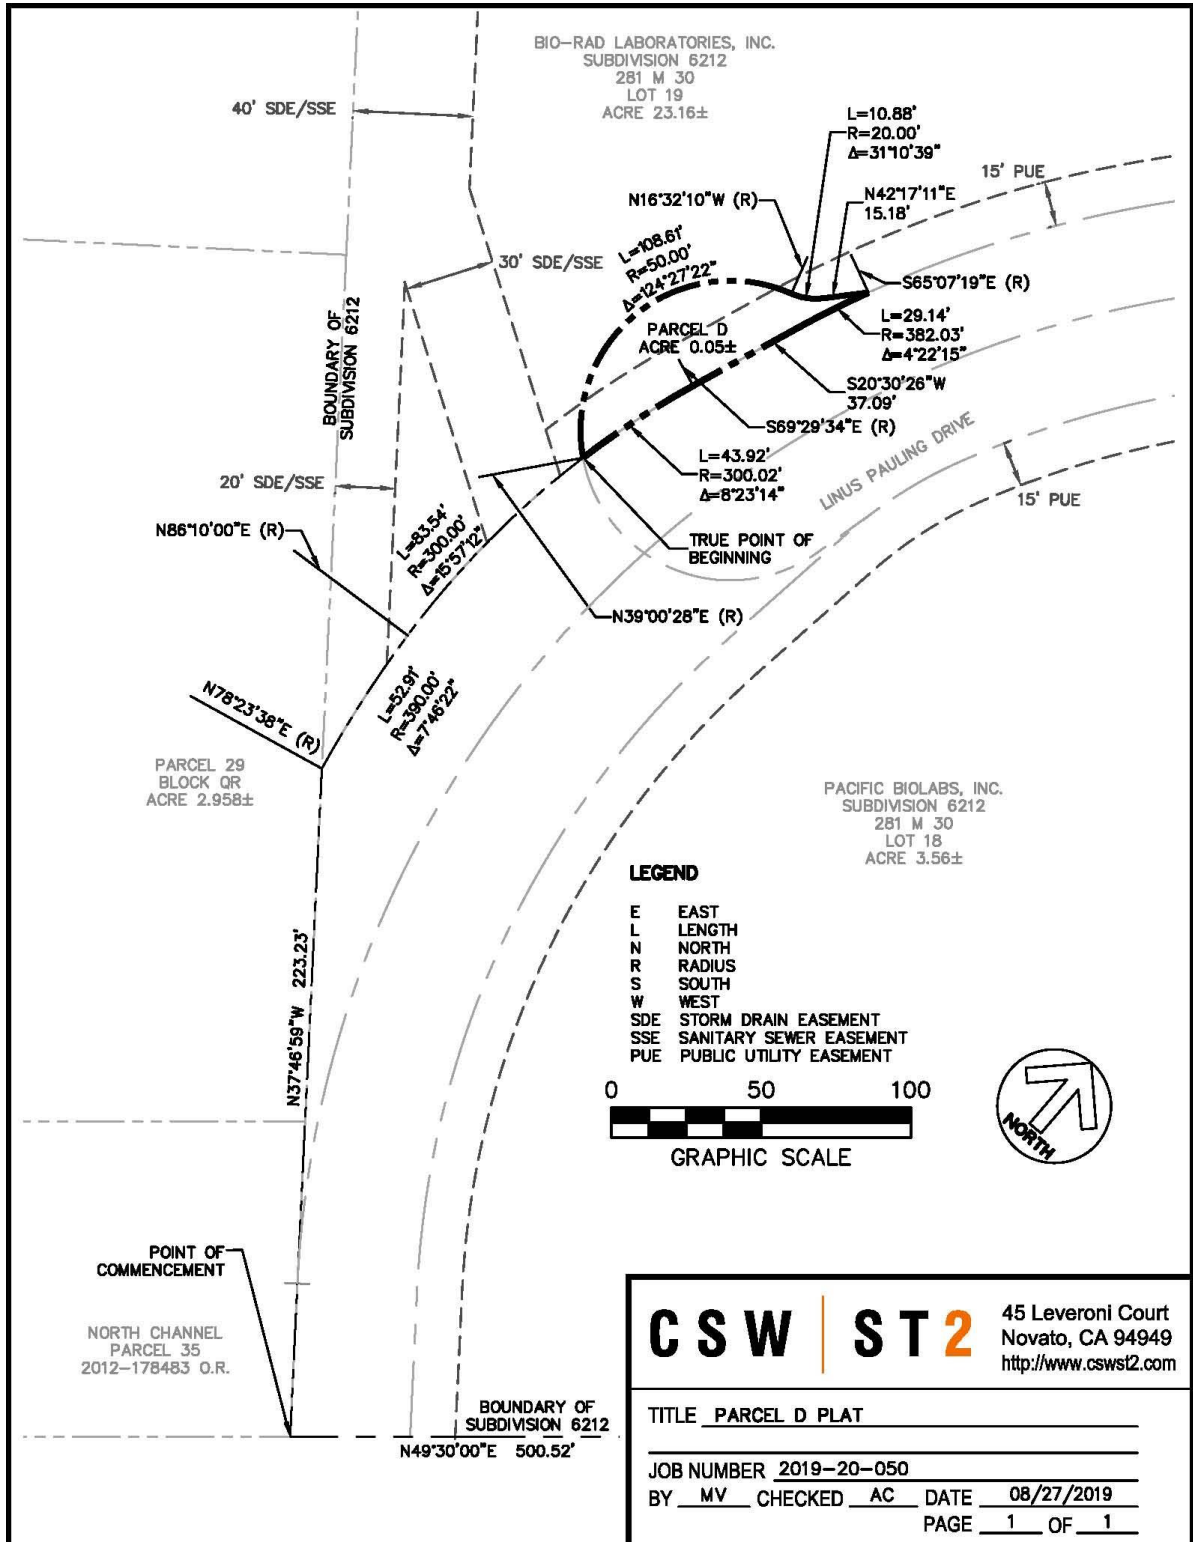 BIO-RAD LABORATORIES, INC.
SUBDIVISION 6212
281 M 30
LOT 19
ACRE 23.16±
40' SDE/SSE
L=10.88'
R=20.00'
Δ=31°10'39"
15' PUE
N16°32'10"W (R)
N42°17'11"E
15.18'
L=108.61'
R=50.00'
Δ=124°27'22"
30' SDE/SSE
S65°07'19"E (R)
BOUNDARY OF
SUBDIVISION 6212
PARCEL D
ACRE 0.05±
L=29.14'
R=382.03'
Δ=4°22'15"
S20°30'26"W
37.09'
S69°29'34"E (R)
L=43.92'
R=300.02'
Δ=8°23'14"
LINUS PAULING DRIVE
15' PUE
20' SDE/SSE
N86°10'00"E (R)
L=83.54'
R=300.00'
Δ=15°57'12"
TRUE POINT OF
BEGINNING
N39°00'28"E (R)
N78°23'38"E (R)
L=52.91'
R=390.00'
Δ=7°46'22"
PARCEL 29
BLOCK QR
ACRE 2.958±
PACIFIC BIOLABS, INC.
SUBDIVISION 6212
281 M 30
LOT 18
ACRE 3.56±
N37°46'59"W 223.23'
LEGEND
E EAST
L LENGTH
N NORTH
R RADIUS
S SOUTH
W WEST
SDE STORM DRAIN EASEMENT
SSE SANITARY SEWER EASEMENT
PUE PUBLIC UTILITY EASEMENT
0 50 100
GRAPHIC SCALE
NORTH
POINT OF
COMMENCEMENT
NORTH CHANNEL
PARCEL 35
2012-178483 O.R.
BOUNDARY OF
SUBDIVISION 6212
N49°30'00"E 500.52'
CSW ST2
45 Leveroni Court
Novato, CA 94949
http://www.cswst2.com
TITLE PARCEL D PLAT
JOB NUMBER 2019-20-050
BY MV CHECKED AC DATE 08/27/2019
PAGE 1 OF 1